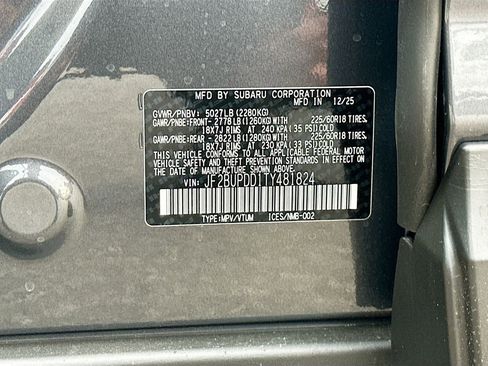 MFD BY SUBARU CORPORATION MFD IN 12/25
GVWR/PNBV: 5027LB(2280KG)
GAWR/PNBE:FRONT-2778LB(1260KG)WITH 225/60R18 TIRES,
18X7J RIMS AT 240 KPA(35 PSI)COLD
GAWR/PNBE:REAR -2822LB(1280KG)WITH 225/60R18 TIRES,
18X7J RIMS AT 230 KPA(33 PSI)COLD
THIS VEHICLE CONFORMS TO ALL APPLICABLE FEDERAL MOTOR
VEHICLE SAFETY AND THEFT PREVENTION STANDARDS IN EFFECT
ON THE DATE OF MANUFACTURE SHOWN ABOVE.
VIN: JF2BUPDD1TY481824
TYPE:MPV/VTUM ICES/NMB-002